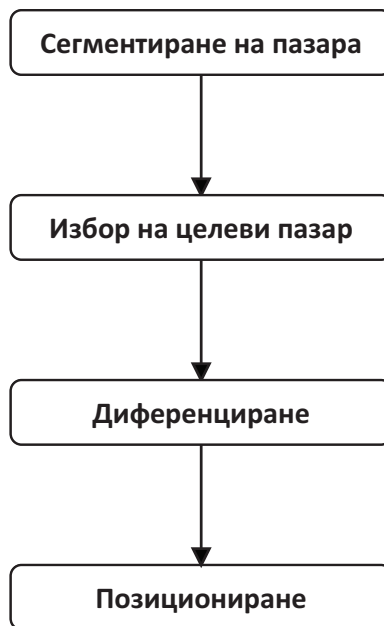 Сегментиране на пазара
Избор на целеви пазар
Диференциране
Позициониране